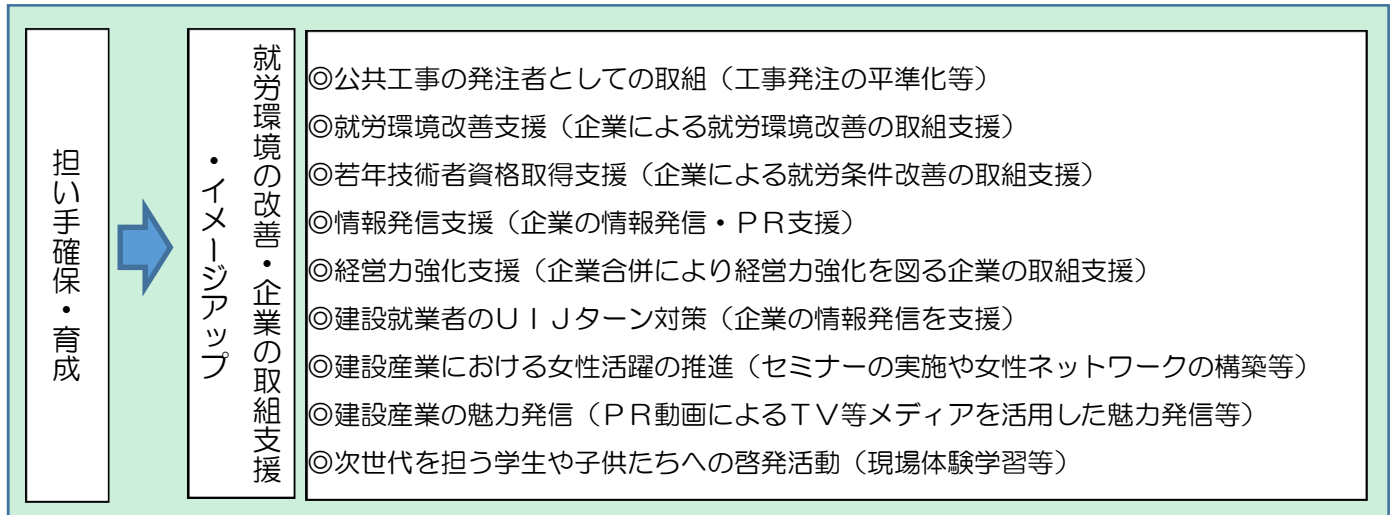 担い手確保・育成
就労環境の改善・企業の取組支援
・イメージアップ
◎公共工事の発注者としての取組（工事発注の平準化等）
◎就労環境改善支援（企業による就労環境改善の取組支援）
◎若年技術者資格取得支援（企業による就労条件改善の取組支援）
◎情報発信支援（企業の情報発信・ＰＲ支援）
◎経営力強化支援（企業合併により経営力強化を図る企業の取組支援）
◎建設就業者のＵＩＪターン対策（企業の情報発信を支援）
◎建設産業における女性活躍の推進（セミナーの実施や女性ネットワークの構築等）
◎建設産業の魅力発信（ＰＲ動画によるＴＶ等メディアを活用した魅力発信等）
◎次世代を担う学生や子供たちへの啓発活動（現場体験学習等）